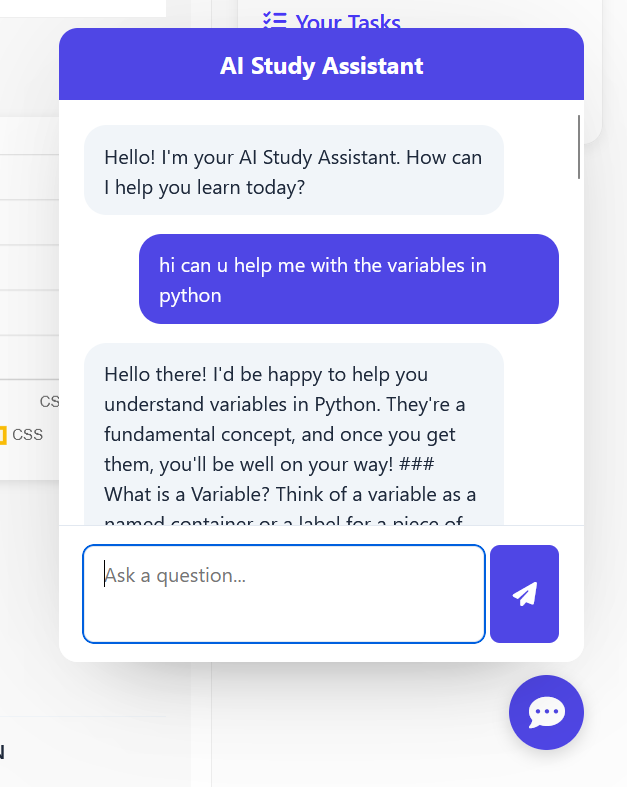 Your Tasks
AI Study Assistant
Hello! I'm your AI Study Assistant. How can
I help you learn today?
hi can u help me with the variables in
python
Hello there! I'd be happy to help you
understand variables in Python. They're a
fundamental concept, and once you get
them, you'll be well on your way! ###
What is a Variable? Think of a variable as a
named container or a label for a piece of
CS
CSS
Ask a question...